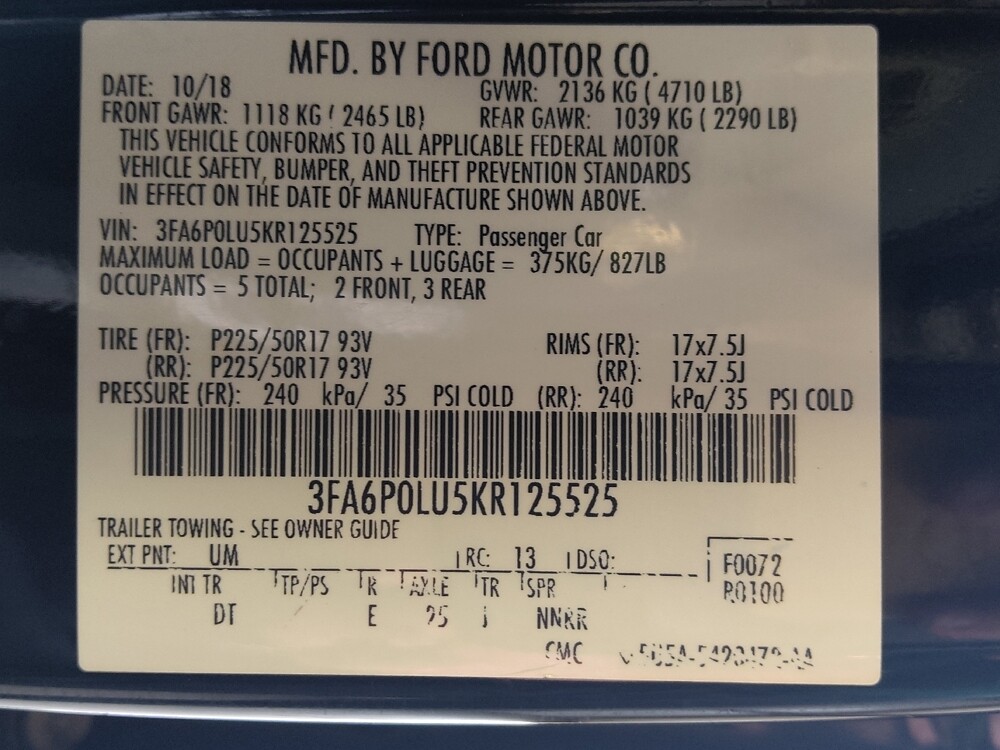 MFD. BY FORD MOTOR CO.
DATE: 10/18 GVWR: 2136 KG ( 4710 LB)
FRONT GAWR: 1118 KG ( 2465 LB) REAR GAWR: 1039 KG ( 2290 LB)
THIS VEHICLE CONFORMS TO ALL APPLICABLE FEDERAL MOTOR
VEHICLE SAFETY, BUMPER, AND THEFT PREVENTION STANDARDS
IN EFFECT ON THE DATE OF MANUFACTURE SHOWN ABOVE.
VIN: 3FA6P0LU5KR125525 TYPE: Passenger Car
MAXIMUM LOAD = OCCUPANTS + LUGGAGE = 375KG/ 827LB
OCCUPANTS = 5 TOTAL; 2 FRONT, 3 REAR
TIRE (FR): P225/50R17 93V RIMS (FR): 17x7.5J
(RR): P225/50R17 93V (RR): 17x7.5J
PRESSURE (FR): 240 kPa/ 35 PSI COLD (RR): 240 kPa/ 35 PSI COLD
3FA6P0LU5KR125525
TRAILER TOWING - SEE OWNER GUIDE
EXT PNT: UM RC: 13 DSO: F0072
INT TR TP/PS R AXLE TR SPR R0100
DT E 95 NNRR
CMC